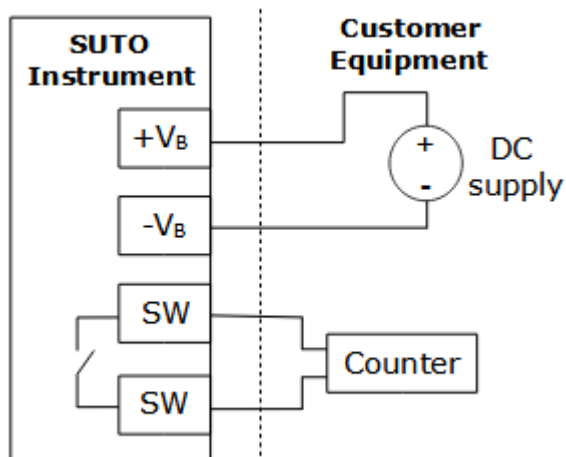 SUTO
Instrument
Customer
Equipment
+VB
+
-
DC
supply
-VB
SW
Counter
SW